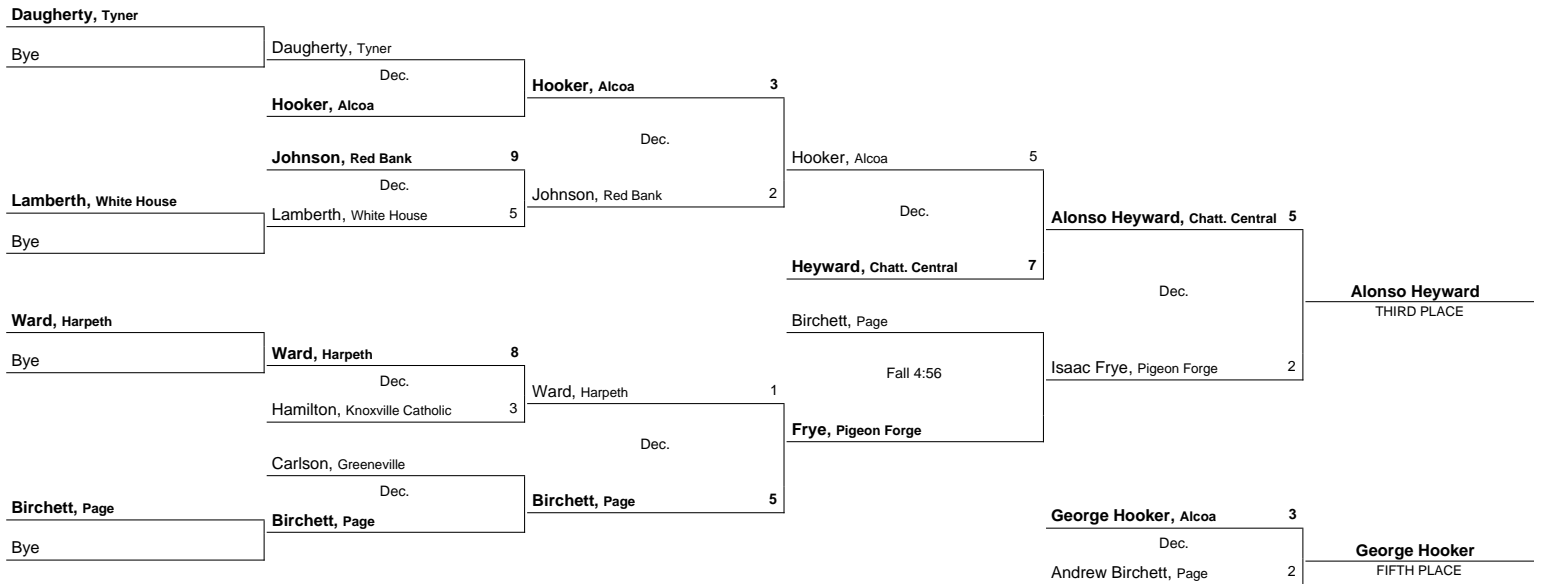 Daugherty, Tyner
Bye
Daugherty, Tyner
Dec.
Hooker, Alcoa
Hooker, Alcoa 3
Dec.
Johnson, Red Bank 9
Dec.
Lamberth, White House 5
Johnson, Red Bank 2
Lamberth, White House
Bye
Hooker, Alcoa 5
Dec.
Heyward, Chatt. Central 7
Alonso Heyward, Chatt. Central 5
Dec.
Alonso Heyward
THIRD PLACE
Ward, Harpeth
Bye
Ward, Harpeth 8
Dec.
Hamilton, Knoxville Catholic 3
Ward, Harpeth 1
Dec.
Birchett, Page
Fall 4:56
Frye, Pigeon Forge
Isaac Frye, Pigeon Forge 2
Carlson, Greeneville
Dec.
Birchett, Page
Birchett, Page 5
Birchett, Page
Bye
George Hooker, Alcoa 3
Dec.
Andrew Birchett, Page 2
George Hooker
FIFTH PLACE